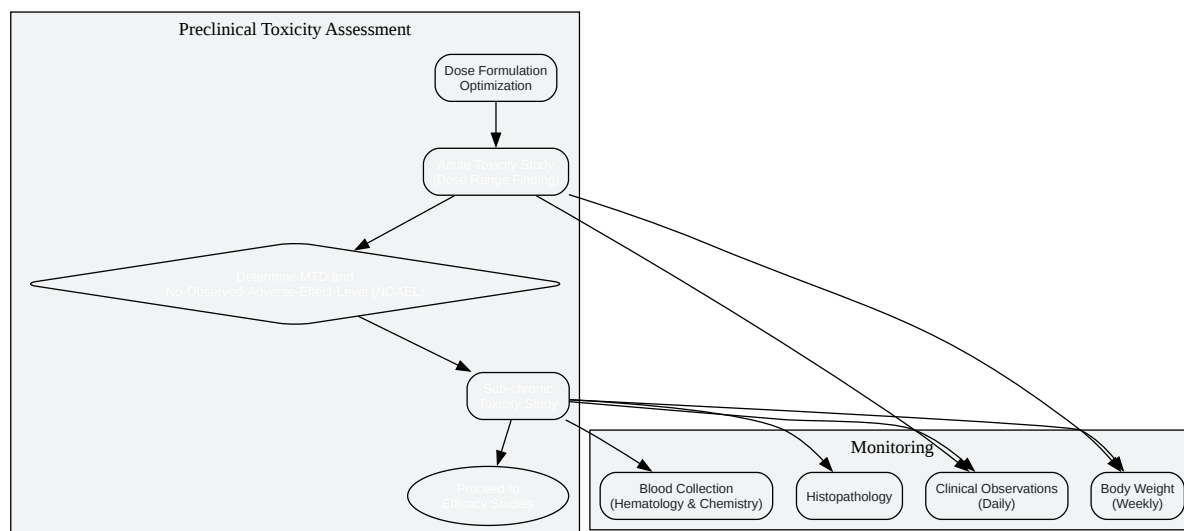 Preclinical Toxicity Assessment
Dose Formulation
Optimization
Acute Toxicity Study
(Dose Range Finding)
Determine MTD and
No-Observed-Adverse-Effect-Level (NOAEL)
Sub-chronic
Toxicity Study
Proceed to
Efficacy Studies
Monitoring
Blood Collection
(Hematology & Chemistry)
Histopathology
Clinical Observations
(Daily)
Body Weight
(Weekly)